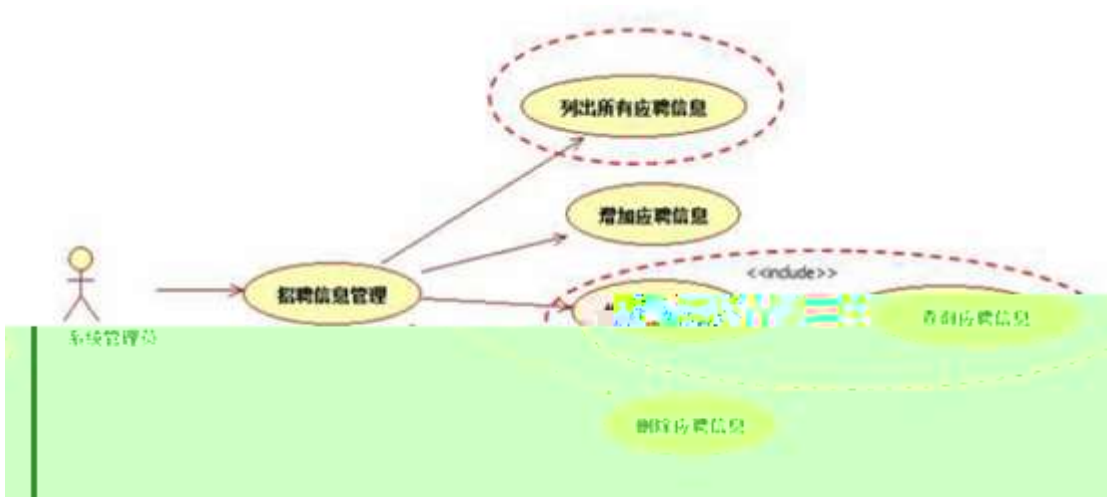 列出所有应聘信息
增加应聘信息
<<include>>
招聘信息管理
查询应聘信息
系统管理员
删除应聘信息